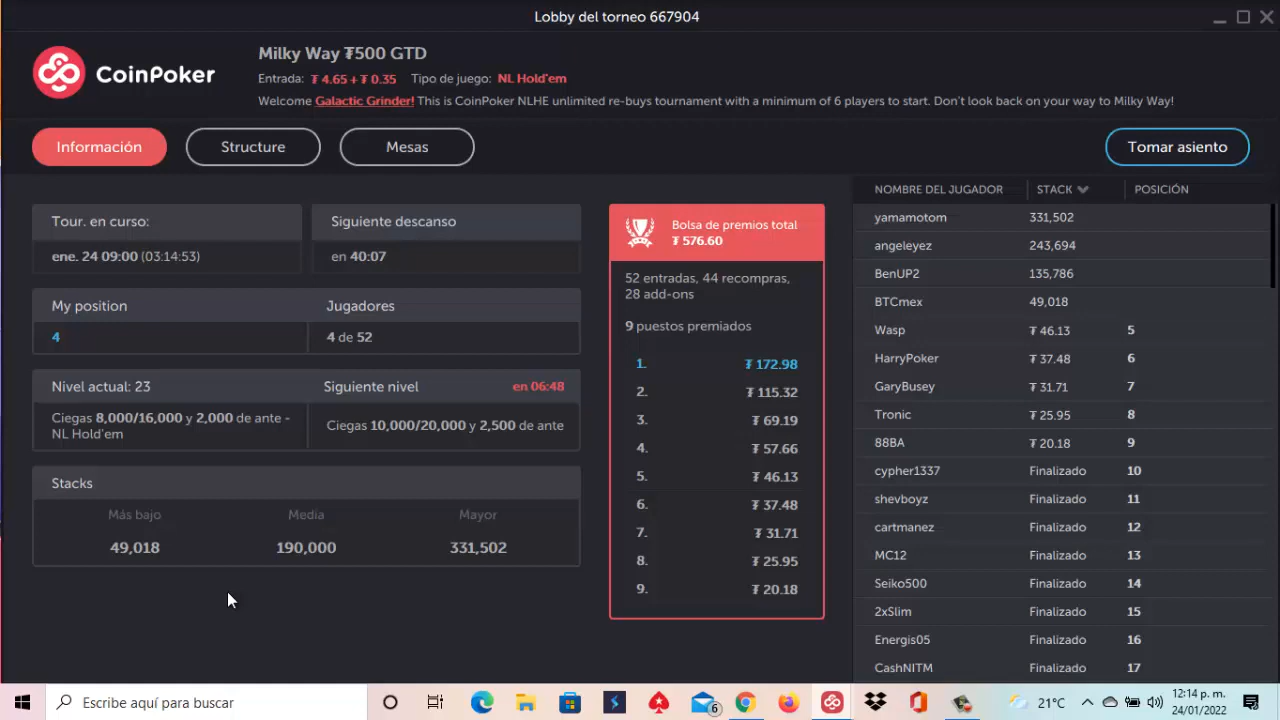 Lobby del torneo 667904
CoinPoker
Milky Way ₮500 GTD
Entrada: ₮ 4.65 + ₮ 0.35 Tipo de juego: NL Hold'em
Welcome Galactic Grinder! This is CoinPoker NLHE unlimited re-buys tournament with a minimum of 6 players to start. Don't look back on your way to Milky Way!
Información
Structure
Mesas
Tomar asiento
Tour. en curso:
ene. 24 09:00 (03:14:53)
Siguiente descanso
en 40:07
My position
4
Jugadores
4 de 52
Nivel actual: 23
Ciegas 8,000/16,000 y 2,000 de ante -
NL Hold'em
Siguiente nivel en 06:48
Ciegas 10,000/20,000 y 2,500 de ante
Stacks
Más bajo Media Mayor
49,018 190,000 331,502
Bolsa de premios total
₮ 576.60
52 entradas, 44 recompras,
28 add-ons
9 puestos premiados
1. ₮ 172.98
2. ₮ 115.32
3. ₮ 69.19
4. ₮ 57.66
5. ₮ 46.13
6. ₮ 37.48
7. ₮ 31.71
8. ₮ 25.95
9. ₮ 20.18
NOMBRE DEL JUGADOR STACK POSICIÓN
yamamotom 331,502
angeleyez 243,694
BenUP2 135,786
BTCmex 49,018
Wasp ₮ 46.13 5
HarryPoker ₮ 37.48 6
GaryBusey ₮ 31.71 7
Tronic ₮ 25.95 8
88BA ₮ 20.18 9
cypher1337 Finalizado 10
shevboyz Finalizado 11
cartmanez Finalizado 12
MC12 Finalizado 13
Seiko500 Finalizado 14
2xSlim Finalizado 15
Energis05 Finalizado 16
CashNITM Finalizado 17
Escribe aquí para buscar
6
21°C
12:14 p. m.
24/01/2022